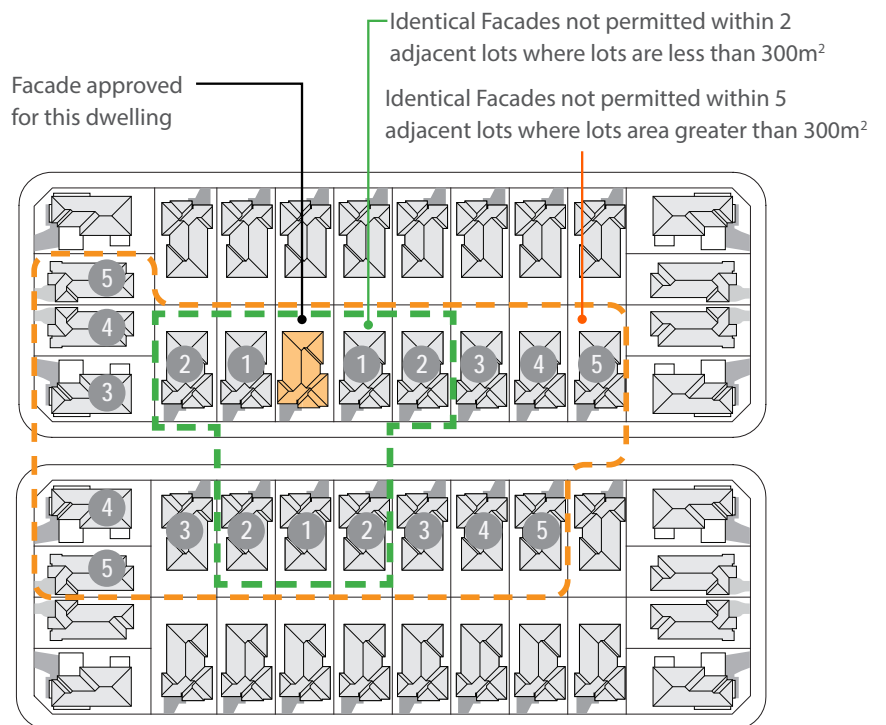 Identical Facades not permitted within 2
adjacent lots where lots are less than 300m²
Facade approved
for this dwelling
Identical Facades not permitted within 5
adjacent lots where lots area greater than 300m²
5
4
3
2 1 1 2 3 4 5
4
3 2 1 2 3 4 5
5